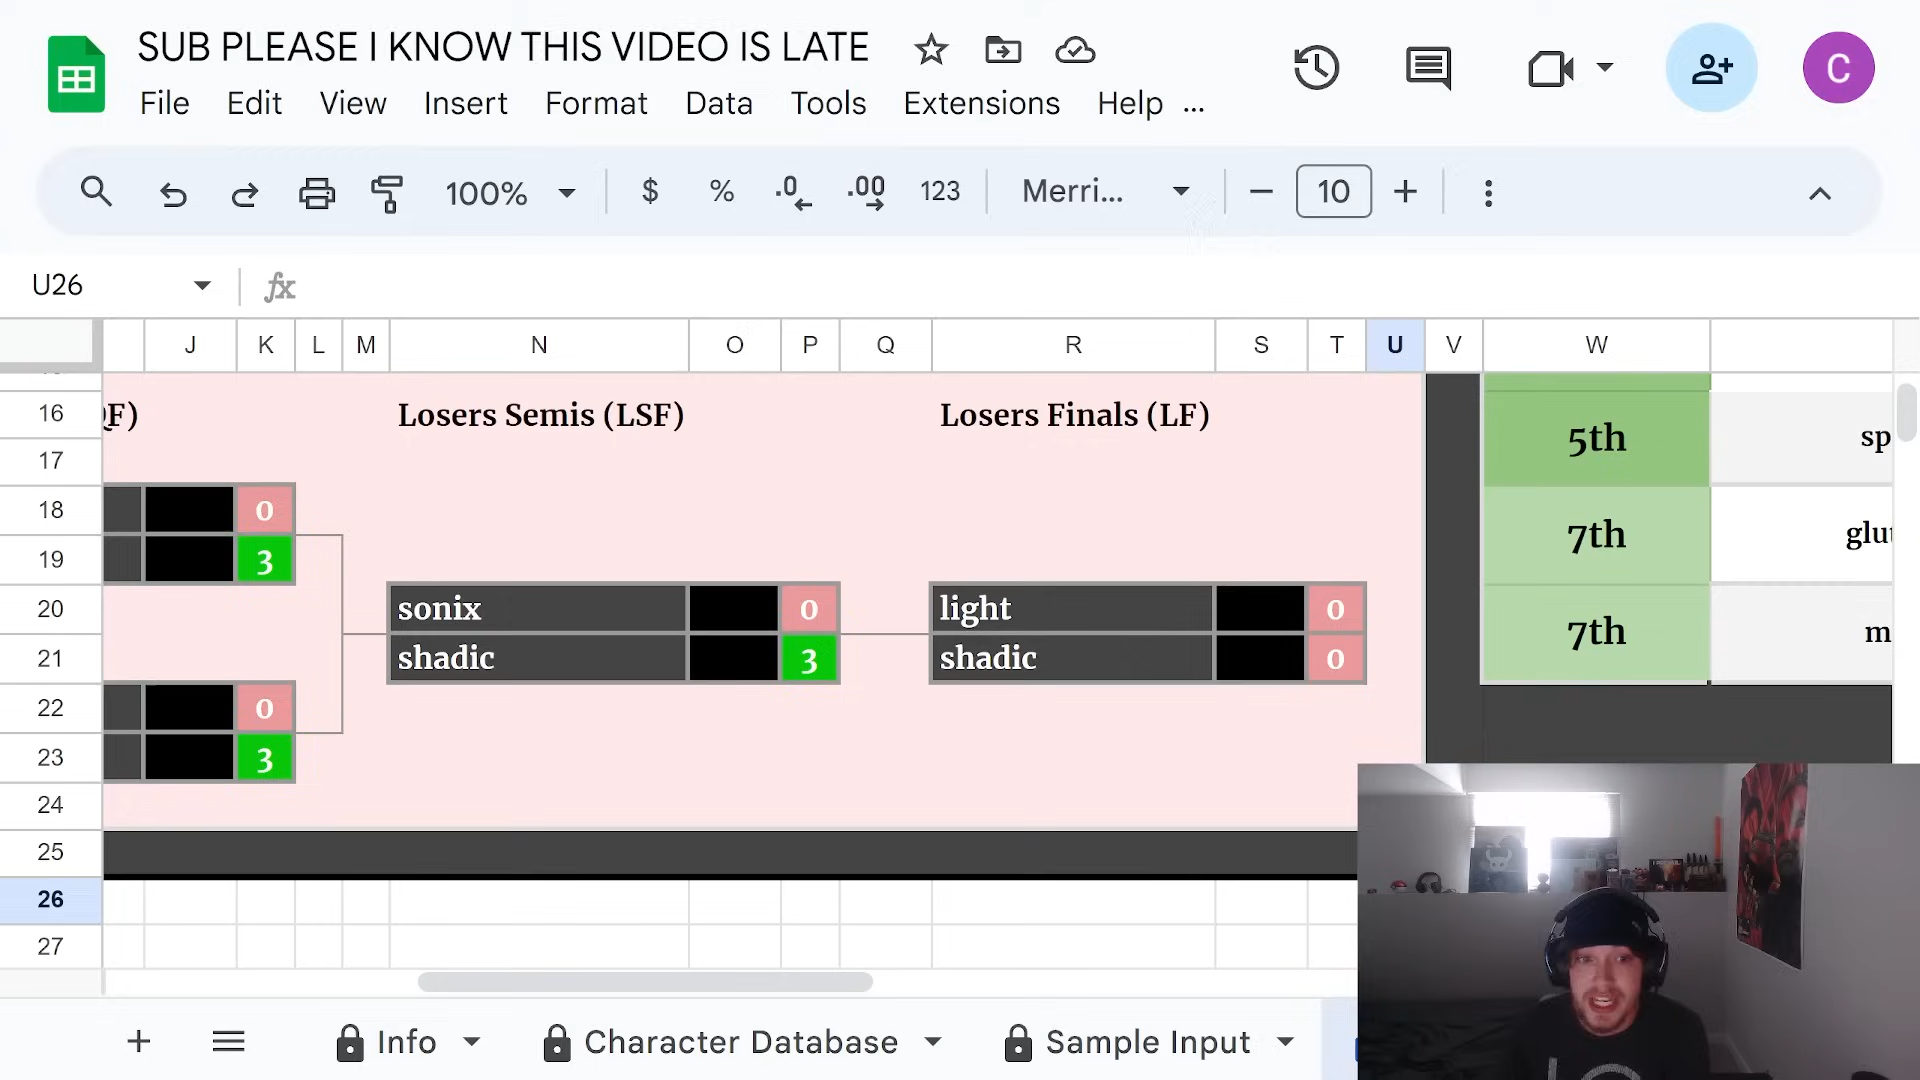 SUB PLEASE I KNOW THIS VIDEO IS LATE
C
File Edit View Insert Format Data Tools Extensions Help ...
100% $ % .0 .00 123 Merri... − 10 +
U26 fx
J K L M N O P Q R S T U V W
16 F) Losers Semis (LSF) Losers Finals (LF) 5th sp
17
18 0 7th glut
19 3
20 sonix 0 light 0 7th m
21 shadic 3 shadic 0
22 0
23 3
24
25
26
27
+ Info Character Database Sample Input